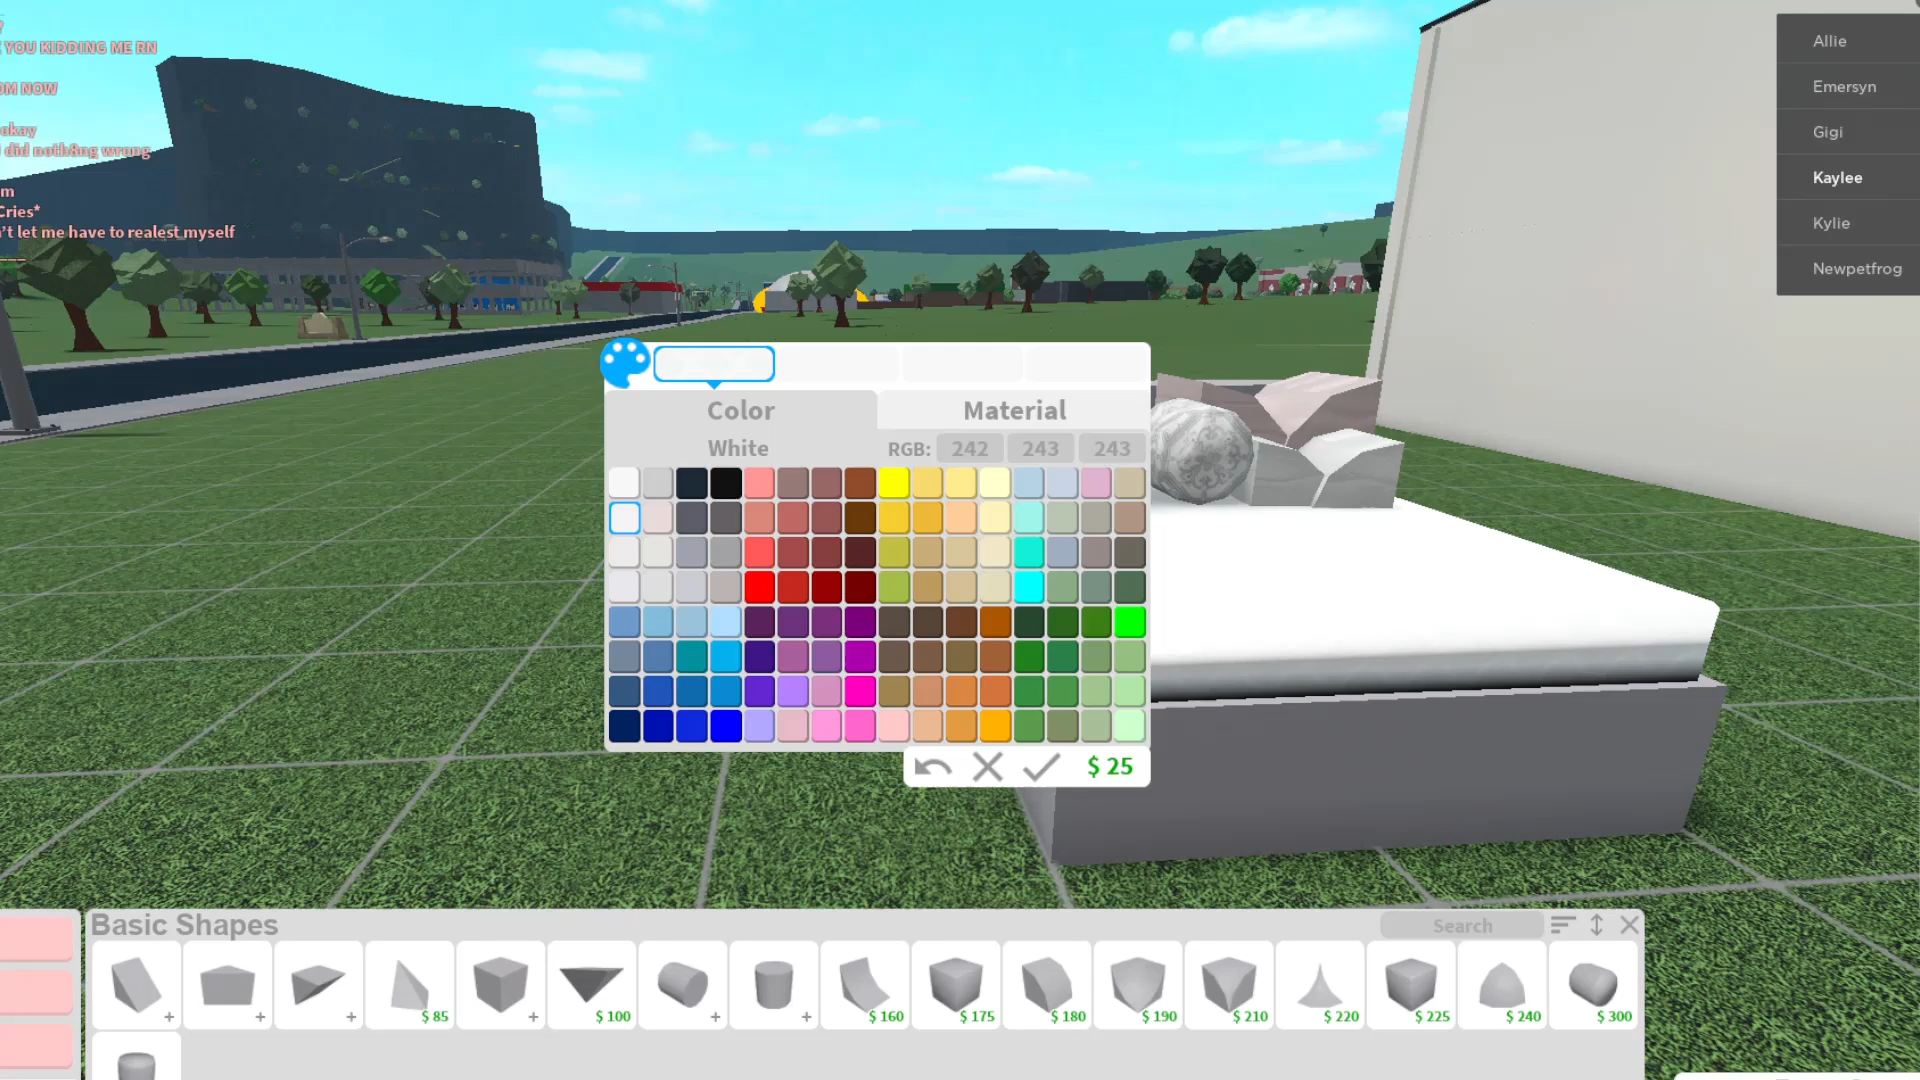 YOU KIDDING ME RN
OM NOW
okay
did noth8ng wrong
m
Cries*
't let me have to realest myself
Allie
Emersyn
Gigi
Kaylee
Kylie
Newpetfrog
Color
Material
White
RGB: 242 243 243
$ 25
Basic Shapes
Search
$ 85
$ 100
$ 160
$ 175
$ 180
$ 190
$ 210
$ 220
$ 225
$ 240
$ 300